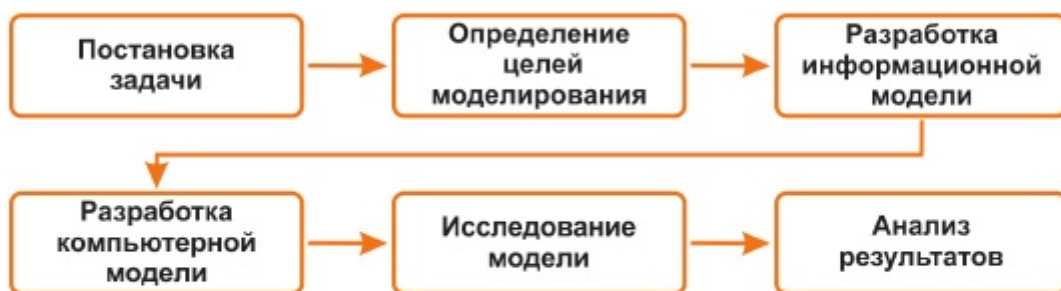 Постановка
задачи
Определение
целей
моделирования
Разработка
информационной
модели
Разработка
компьютерной
модели
Исследование
модели
Анализ
результатов